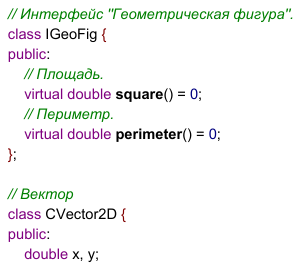 // Интерфейс "Геометрическая фигура".
class IGeoFig {
public:
// Площадь.
virtual double square() = 0;
// Периметр.
virtual double perimeter() = 0;
};
// Вектор
class CVector2D {
public:
double x, y;